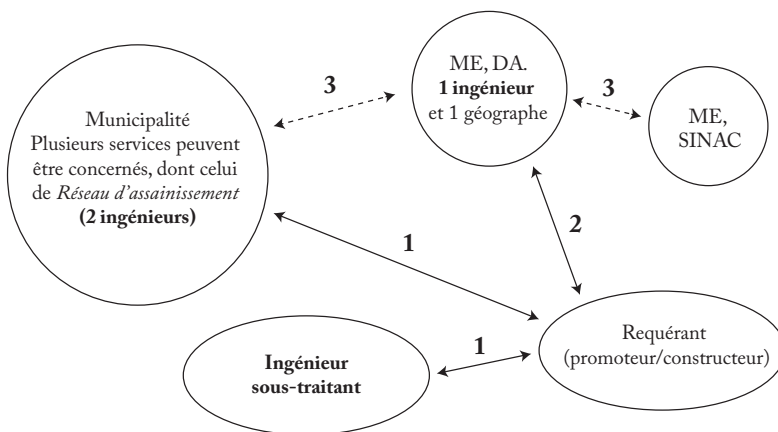 3
ME, DA.
1 ingénieur
et 1 géographe
3
ME,
SINAC
Municipalité
Plusieurs services peuvent
être concernés, dont celui
de Réseau d'assainissement
(2 ingénieurs)
1
2
Requérant
(promoteur/constructeur)
1
Ingénieur
sous-traitant